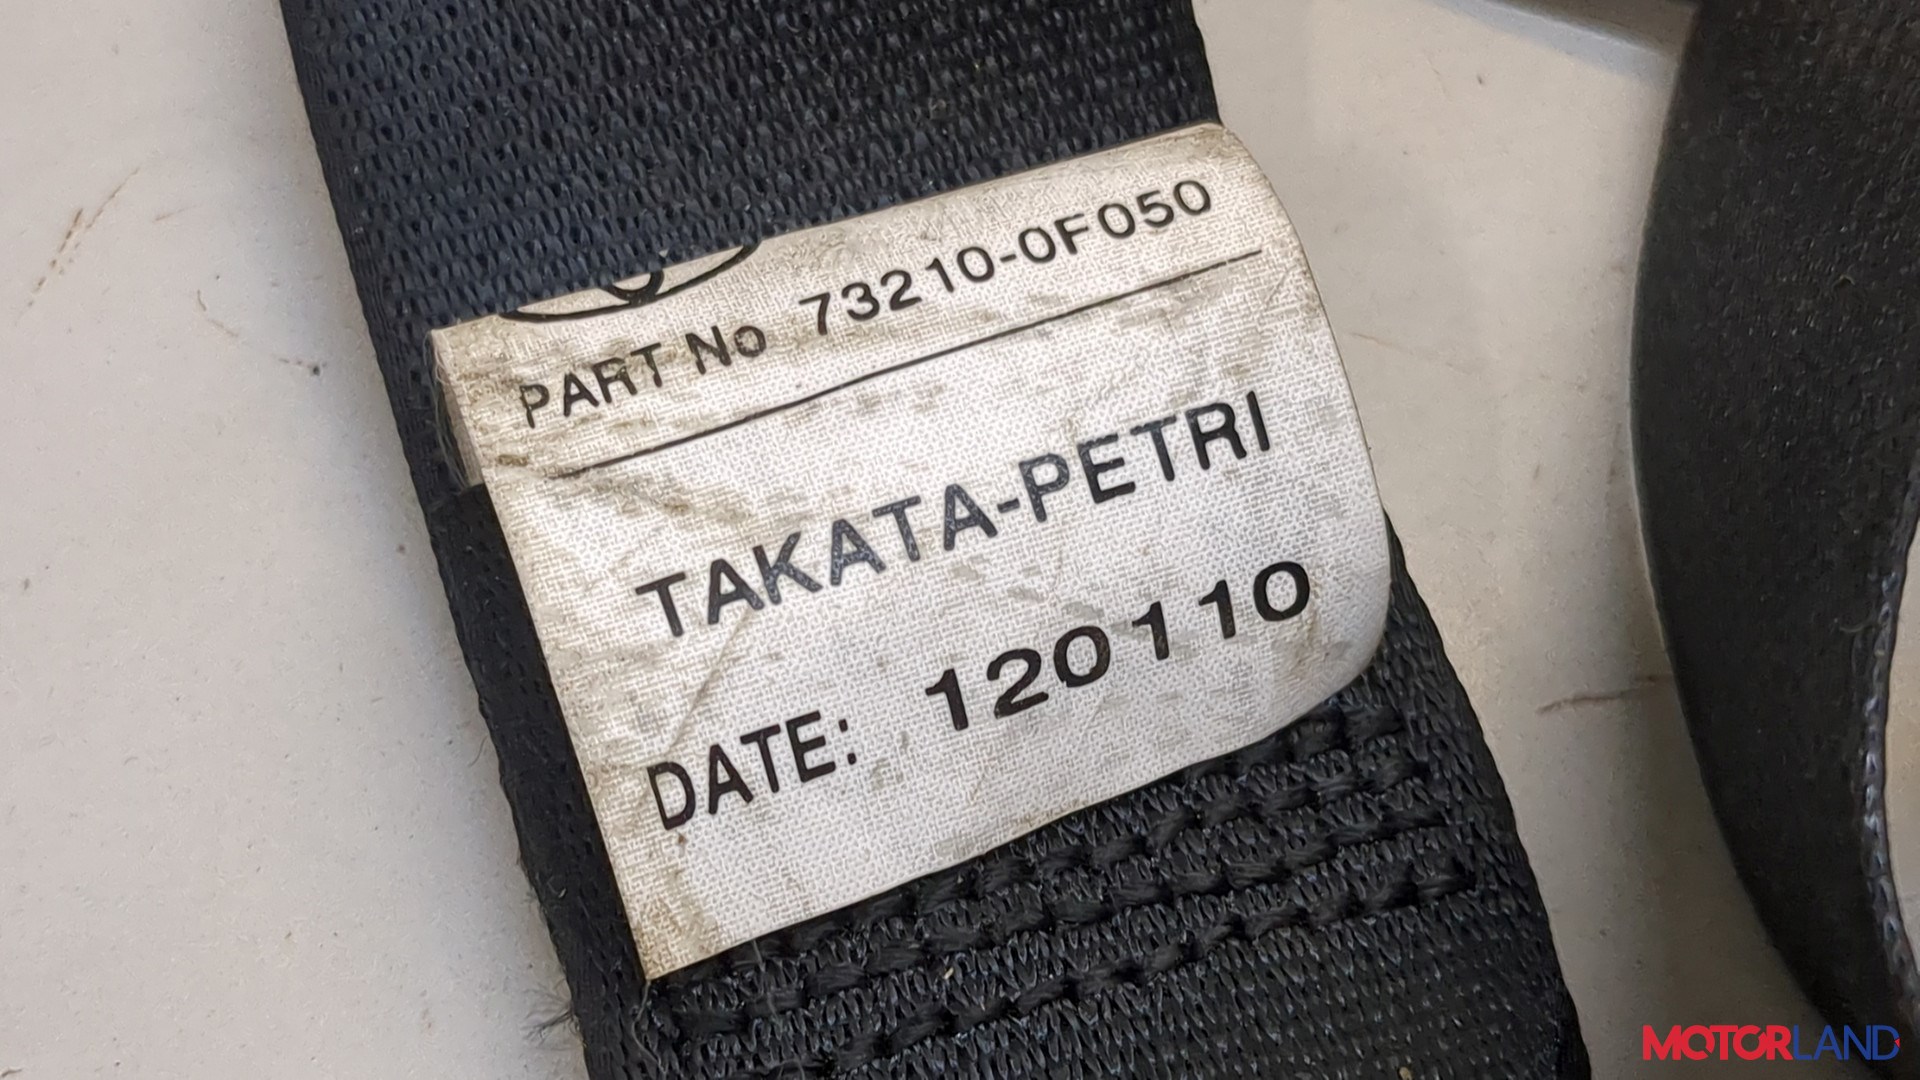 PART No 73210-0F050
TAKATA-PETRI
DATE: 120110
MOTORLAND